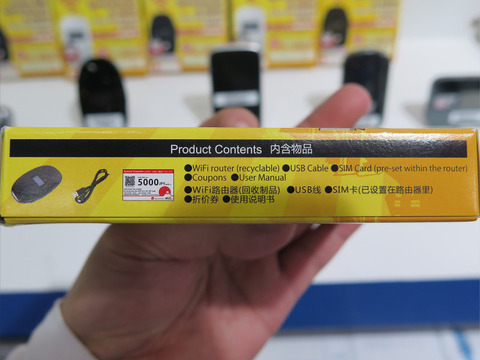 Product Contents 内含物品
●WiFi router (recyclable) ●USB Cable ●SIM Card (pre-set within the router)
●Coupons ●User Manual
5000 JPY
●WiFi路由器(回收制品) ●USB线 ●SIM卡(已设置在路由器里)
●折价券 ●使用说明书